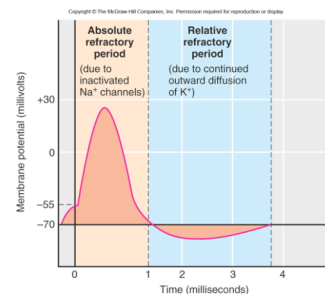 Copyright © The McGraw-Hill Companies, Inc. Permission required for reproduction or display
Absolute
refractory
period
(due to
inactivated
Na⁺ channels)
Relative
refractory
period
(due to continued
outward diffusion
of K⁺)
Membrane potential (millivolts)
+30
0
−55
−70
0
1
2
3
4
Time (milliseconds)